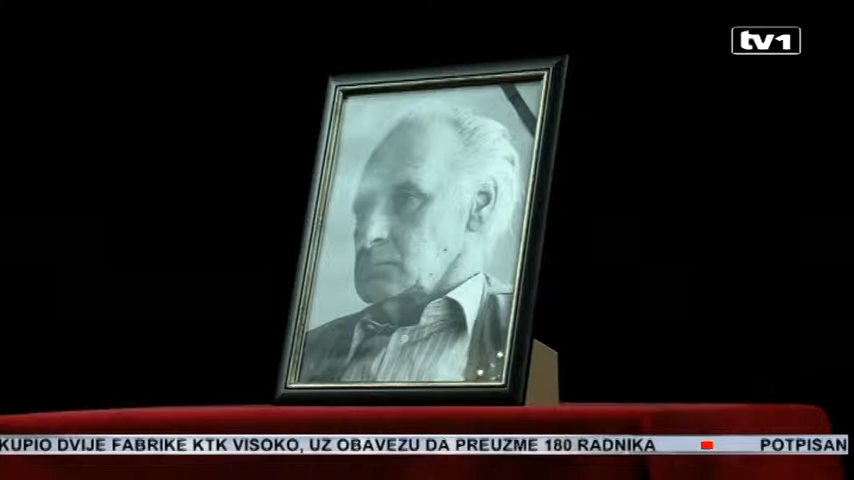 tv1
KUPIO DVIJE FABRIKE KTK VISOKO, UZ OBAVEZU DA PREUZME 180 RADNIKA POTPISAN